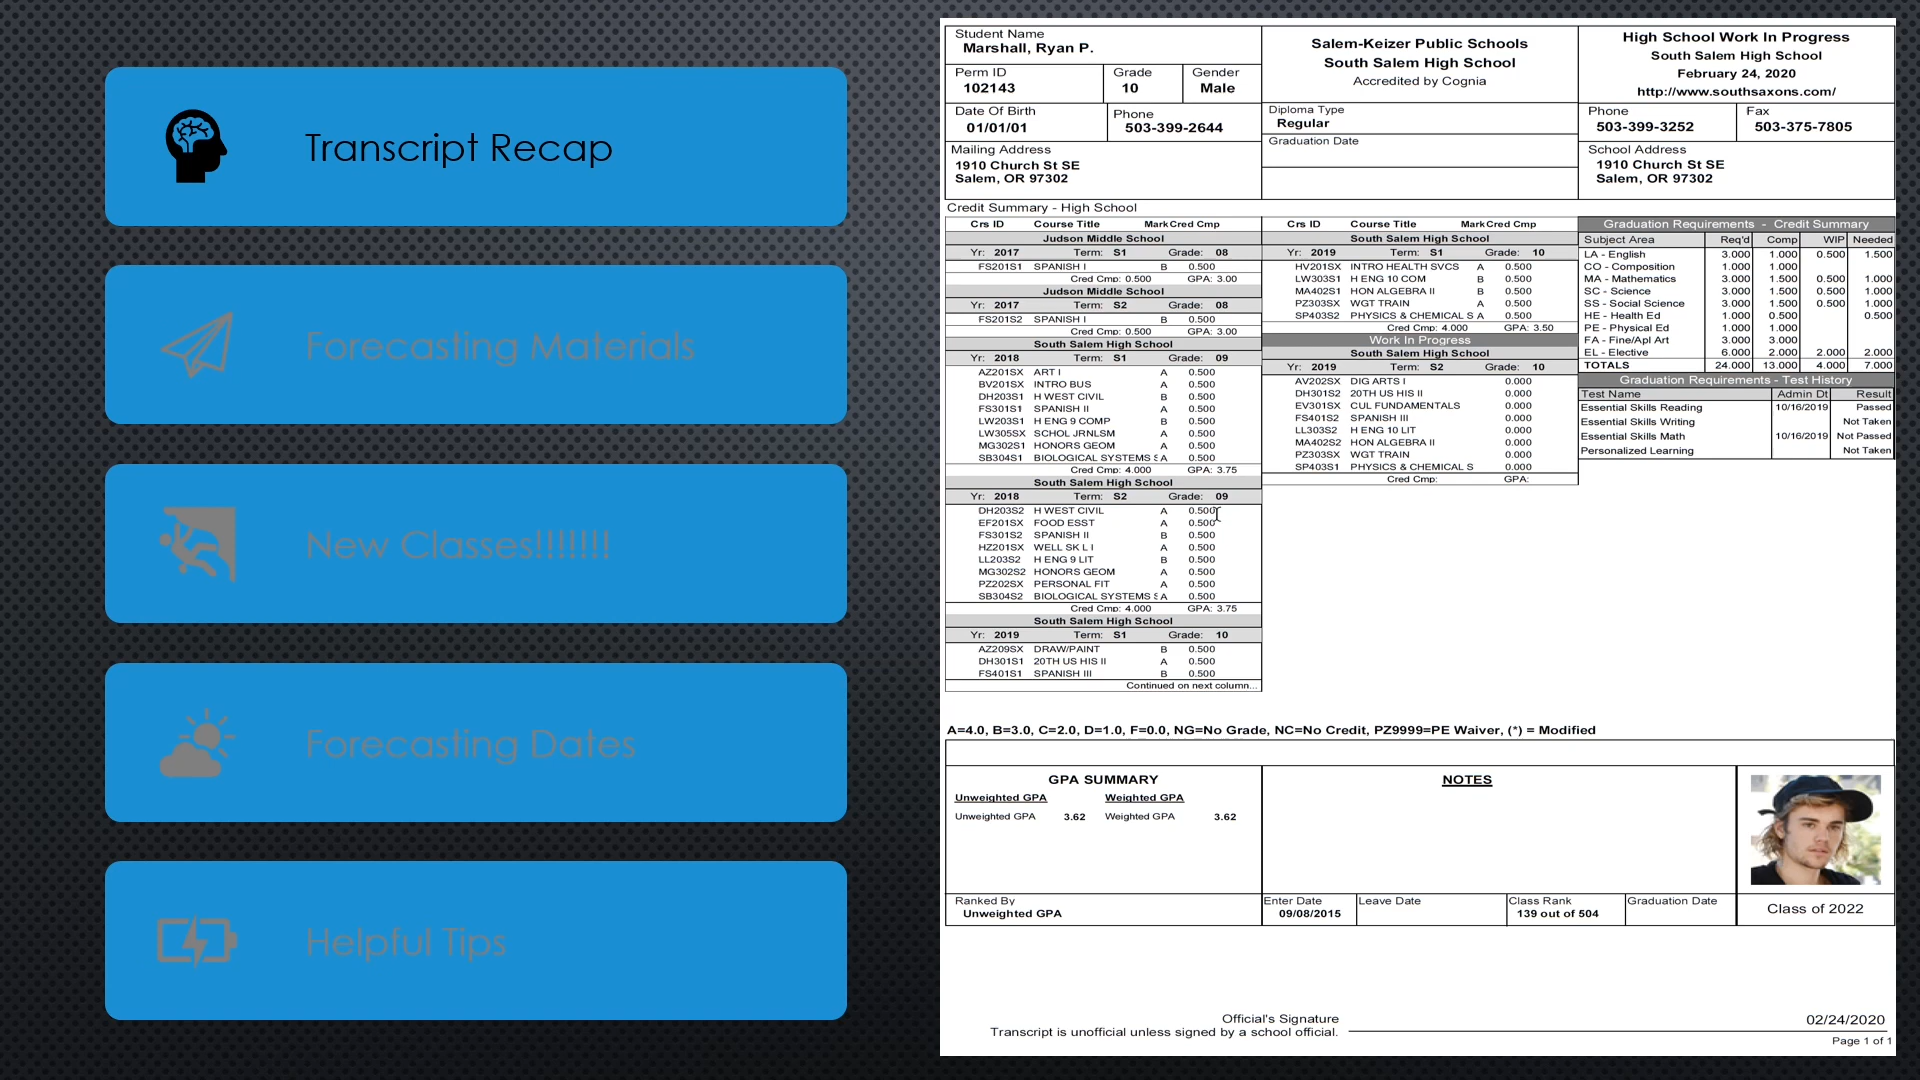 Transcript Recap
Forecasting Materials
New Classes!!!!!!!
Forecasting Dates
Helpful Tips
Student Name
Marshall, Ryan P.
Perm ID Grade Gender
102143 10 Male
Date Of Birth Phone
01/01/01 503-399-2644
Mailing Address
1910 Church St SE
Salem, OR 97302
Salem-Keizer Public Schools
South Salem High School
Accredited by Cognia
Diploma Type
Regular
Graduation Date
High School Work In Progress
South Salem High School
February 24, 2020
http://www.southsaxons.com/
Phone Fax
503-399-3252 503-375-7805
School Address
1910 Church St SE
Salem, OR 97302
Credit Summary - High School
Crs ID Course Title Mark Cred Cmp
Judson Middle School
Yr: 2017 Term: S1 Grade: 08
FS201S1 SPANISH I B 0.500
Cred Cmp: 0.500 GPA: 3.00
Judson Middle School
Yr: 2017 Term: S2 Grade: 08
FS201S2 SPANISH I B 0.500
Cred Cmp: 0.500 GPA: 3.00
South Salem High School
Yr: 2018 Term: S1 Grade: 09
AZ201SX ART I A 0.500
BV201SX INTRO BUS A 0.500
DH203S1 H WEST CIVIL B 0.500
FS301S1 SPANISH II A 0.500
LW203S1 H ENG 9 COMP B 0.500
LW305SX SCHOL JRNLSM A 0.500
MG302S1 HONORS GEOM A 0.500
SB304S1 BIOLOGICAL SYSTEMS S A 0.500
Cred Cmp: 4.000 GPA: 3.75
South Salem High School
Yr: 2018 Term: S2 Grade: 09
DH203S2 H WEST CIVIL A 0.500
EF201SX FOOD ESST A 0.500
FS301S2 SPANISH II B 0.500
HZ201SX WELL SK L I A 0.500
LL203S2 H ENG 9 LIT B 0.500
MG302S2 HONORS GEOM A 0.500
PZ202SX PERSONAL FIT A 0.500
SB304S2 BIOLOGICAL SYSTEMS S A 0.500
Cred Cmp: 4.000 GPA: 3.75
South Salem High School
Yr: 2019 Term: S1 Grade: 10
AZ209SX DRAW/PAINT B 0.500
DH301S1 20TH US HIS II A 0.500
FS401S1 SPANISH III B 0.500
Continued on next column...
Crs ID Course Title Mark Cred Cmp
South Salem High School
Yr: 2019 Term: S1 Grade: 10
HV201SX INTRO HEALTH SVCS A 0.500
LW303S1 H ENG 10 COM B 0.500
MA402S1 HON ALGEBRA II B 0.500
PZ303SX WGT TRAIN A 0.500
SP403S2 PHYSICS & CHEMICAL S A 0.500
Cred Cmp: 4.000 GPA: 3.50
Work In Progress
South Salem High School
Yr: 2019 Term: S2 Grade: 10
AV202SX DIG ARTS I 0.000
DH301S2 20TH US HIS II 0.000
EV301SX CUL FUNDAMENTALS 0.000
FS401S2 SPANISH III 0.000
LL303S2 H ENG 10 LIT 0.000
MA402S2 HON ALGEBRA II 0.000
PZ303SX WGT TRAIN 0.000
SP403S1 PHYSICS & CHEMICAL S 0.000
Cred Cmp: GPA:
Graduation Requirements - Credit Summary
Subject Area Req'd Comp WIP Needed
LA - English 3.000 1.000 0.500 1.500
CO - Composition 1.000 1.000
MA - Mathematics 3.000 1.500 0.500 1.000
SC - Science 3.000 1.500 0.500 1.000
SS - Social Science 3.000 1.500 0.500 1.000
HE - Health Ed 1.000 0.500 0.500
PE - Physical Ed 1.000 1.000
FA - Fine/Apl Art 3.000 3.000
EL - Elective 6.000 2.000 2.000 2.000
TOTALS 24.000 13.000 4.000 7.000
Graduation Requirements - Test History
Test Name Admin Dt Result
Essential Skills Reading 10/16/2019 Passed
Essential Skills Writing Not Taken
Essential Skills Math 10/16/2019 Not Passed
Personalized Learning Not Taken
A=4.0, B=3.0, C=2.0, D=1.0, F=0.0, NG=No Grade, NC=No Credit, PZ9999=PE Waiver, (*) = Modified
GPA SUMMARY
Unweighted GPA Weighted GPA
Unweighted GPA 3.62 Weighted GPA 3.62
NOTES
Ranked By
Unweighted GPA
Enter Date Leave Date Class Rank Graduation Date
09/08/2015 139 out of 504
Class of 2022
Official's Signature
Transcript is unofficial unless signed by a school official.
02/24/2020
Page 1 of 1